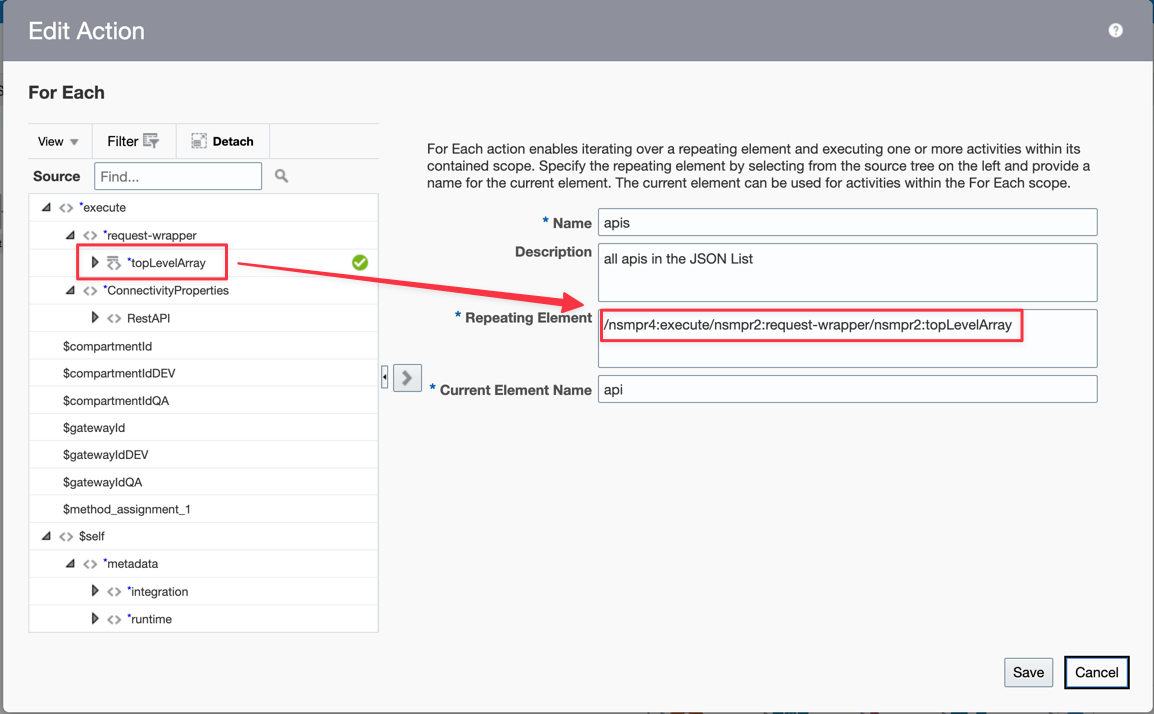 Edit Action
?
For Each
View
Filter
Detach
Source
Find...
*execute
*request-wrapper
*topLevelArray
*ConnectivityProperties
RestAPI
$compartmentId
$compartmentIdDEV
$compartmentIdQA
$gatewayId
$gatewayIdDEV
$gatewayIdQA
$method_assignment_1
$self
*metadata
*integration
*runtime
For Each action enables iterating over a repeating element and executing one or more activities within its
contained scope. Specify the repeating element by selecting from the source tree on the left and provide a
name for the current element. The current element can be used for activities within the For Each scope.
* Name apis
Description all apis in the JSON List
* Repeating Element /nsmpr4:execute/nsmpr2:request-wrapper/nsmpr2:topLevelArray
* Current Element Name api
Save Cancel